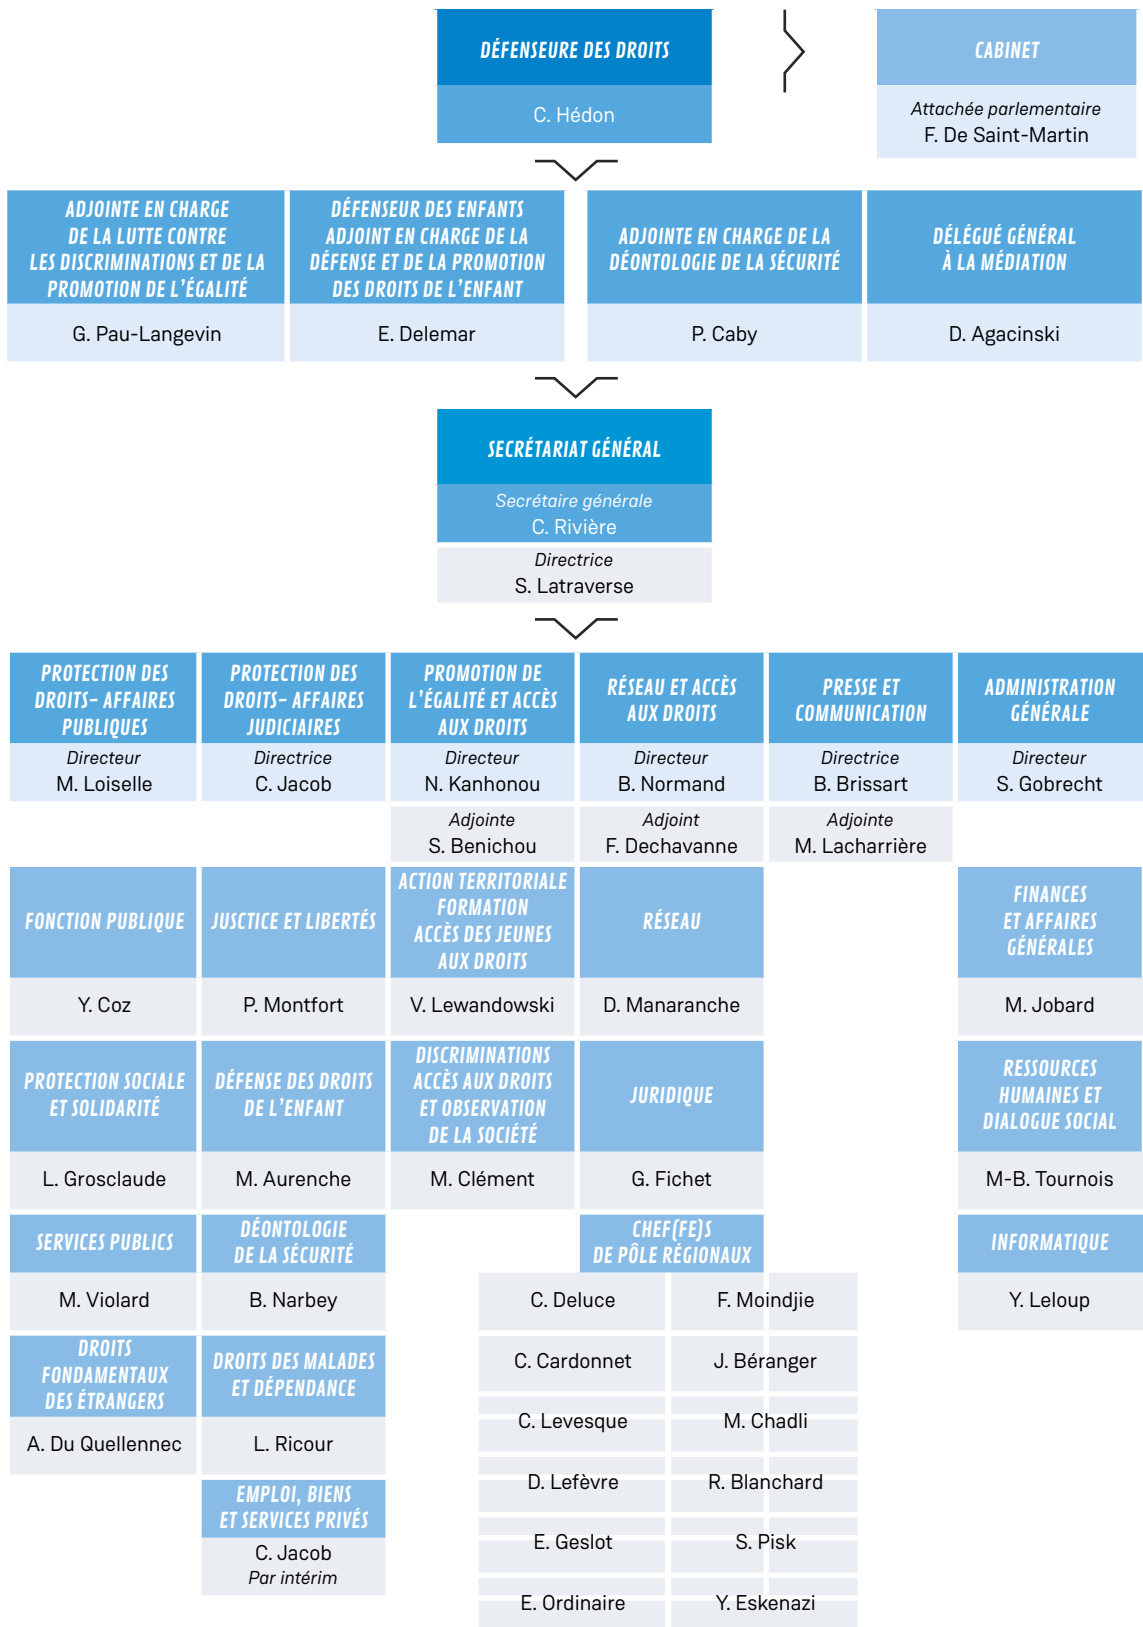 DÉFENSEURE DES DROITS
C. Hédon
CABINET
Attachée parlementaire
F. De Saint-Martin
ADJOINTE EN CHARGE
DE LA LUTTE CONTRE
LES DISCRIMINATIONS ET DE LA
PROMOTION DE L'ÉGALITÉ
G. Pau-Langevin
DÉFENSEUR DES ENFANTS
ADJOINT EN CHARGE DE LA
DÉFENSE ET DE LA PROMOTION
DES DROITS DE L'ENFANT
E. Delemar
ADJOINTE EN CHARGE DE LA
DÉONTOLOGIE DE LA SÉCURITÉ
P. Caby
DÉLÉGUÉ GÉNÉRAL
À LA MÉDIATION
D. Agacinski
SECRÉTARIAT GÉNÉRAL
Secrétaire générale
C. Rivière
Directrice
S. Latraverse
PROTECTION DES
DROITS- AFFAIRES
PUBLIQUES
Directeur
M. Loiselle
PROTECTION DES
DROITS- AFFAIRES
JUDICIAIRES
Directrice
C. Jacob
PROMOTION DE
L'ÉGALITÉ ET ACCÈS
AUX DROITS
Directeur
N. Kanhonou
Adjointe
S. Benichou
RÉSEAU ET ACCÈS
AUX DROITS
Directeur
B. Normand
Adjoint
F. Dechavanne
PRESSE ET
COMMUNICATION
Directrice
B. Brissart
Adjointe
M. Lacharrière
ADMINISTRATION
GÉNÉRALE
Directeur
S. Gobrecht
FONCTION PUBLIQUE
Y. Coz
JUSCTICE ET LIBERTÉS
P. Montfort
ACTION TERRITORIALE
FORMATION
ACCÈS DES JEUNES
AUX DROITS
V. Lewandowski
RÉSEAU
D. Manaranche
FINANCES
ET AFFAIRES
GÉNÉRALES
M. Jobard
PROTECTION SOCIALE
ET SOLIDARITÉ
L. Grosclaude
DÉFENSE DES DROITS
DE L'ENFANT
M. Aurenche
DISCRIMINATIONS
ACCÈS AUX DROITS
ET OBSERVATION
DE LA SOCIÉTÉ
M. Clément
JURIDIQUE
G. Fichet
RESSOURCES
HUMAINES ET
DIALOGUE SOCIAL
M-B. Tournois
SERVICES PUBLICS
M. Violard
DÉONTOLOGIE
DE LA SÉCURITÉ
B. Narbey
CHEF(FE)S
DE PÔLE RÉGIONAUX
C. Deluce
F. Moindjie
C. Cardonnet
J. Béranger
C. Levesque
M. Chadli
D. Lefèvre
R. Blanchard
E. Geslot
S. Pisk
E. Ordinaire
Y. Eskenazi
INFORMATIQUE
Y. Leloup
DROITS
FONDAMENTAUX
DES ÉTRANGERS
A. Du Quellennec
DROITS DES MALADES
ET DÉPENDANCE
L. Ricour
EMPLOI, BIENS
ET SERVICES PRIVÉS
C. Jacob
Par intérim